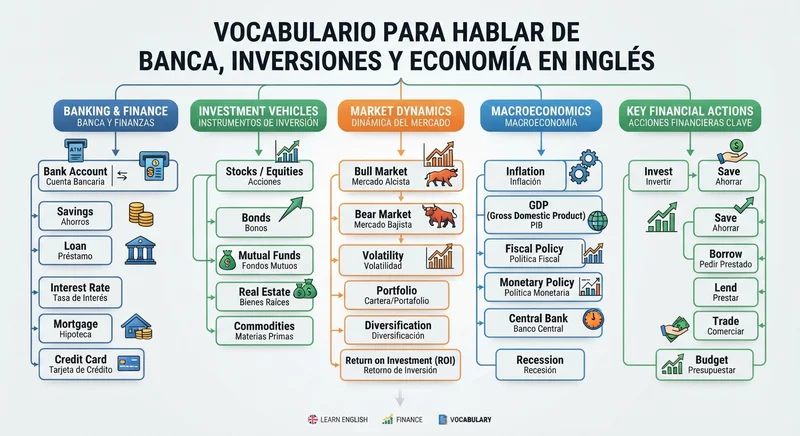 VOCABULARIO PARA HABLAR DE
BANCA, INVERSIONES Y ECONOMÍA EN INGLÉS
BANKING & FINANCE
BANCA Y FINANZAS
ATM
Bank Account
Cuenta Bancaria
Savings
Ahorros
Loan
Préstamo
Interest Rate
Tasa de Interés
Mortgage
Hipoteca
Credit Card
Tarjeta de Crédito
INVESTMENT VEHICLES
INSTRUMENTOS DE INVERSIÓN
Stocks / Equities
Acciones
Bonds
Bonos
Mutual Funds
Fondos Mutuos
Real Estate
Bienes Raíces
Commodities
Materias Primas
MARKET DYNAMICS
DINÁMICA DEL MERCADO
Bull Market
Mercado Alcista
Bear Market
Mercado Bajista
Volatility
Volatilidad
Portfolio
Cartera/Portafolio
Diversification
Diversificación
Return on Investment (ROI)
Retorno de Inversión
MACROECONOMICS
MACROECONOMÍA
Inflation
Inflación
GDP
(Gross Domestic Product)
PIB
Fiscal Policy
Política Fiscal
Monetary Policy
Política Monetaria
Central Bank
Banco Central
Recession
Recesión
KEY FINANCIAL ACTIONS
ACCIONES FINANCIERAS CLAVE
Invest
Invertir
Save
Ahorrar
Save
Ahorrar
Borrow
Pedir Prestado
Lend
Prestar
Trade
Comerciar
Budget
Presupuestar
LEARN ENGLISH
FINANCE
VOCABULARY